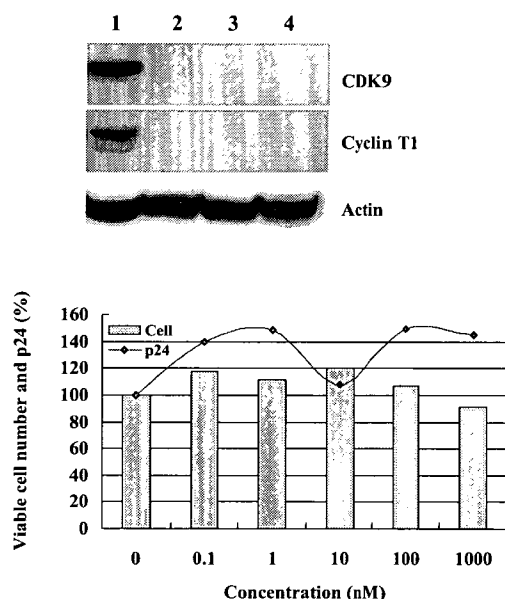 1 2 3 4
CDK9
Cyclin T1
Actin
Viable cell number and p24 (%)
160
140
120
100
80
60
40
20
0
Cell
p24
0 0.1 1 10 100 1000
Concentration (nM)